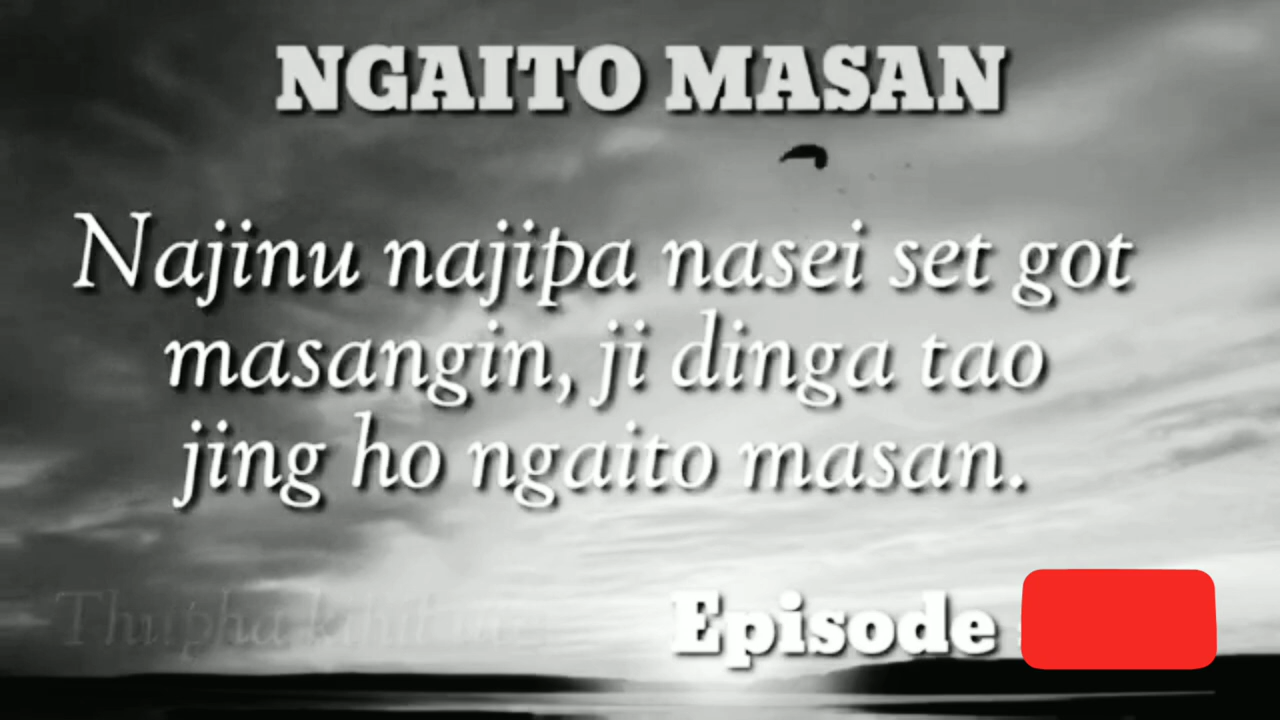 NGAITO MASAN
Najinu najipa nasei set got
masangin, ji dinga tao
jing ho ngaito masan.
Episode